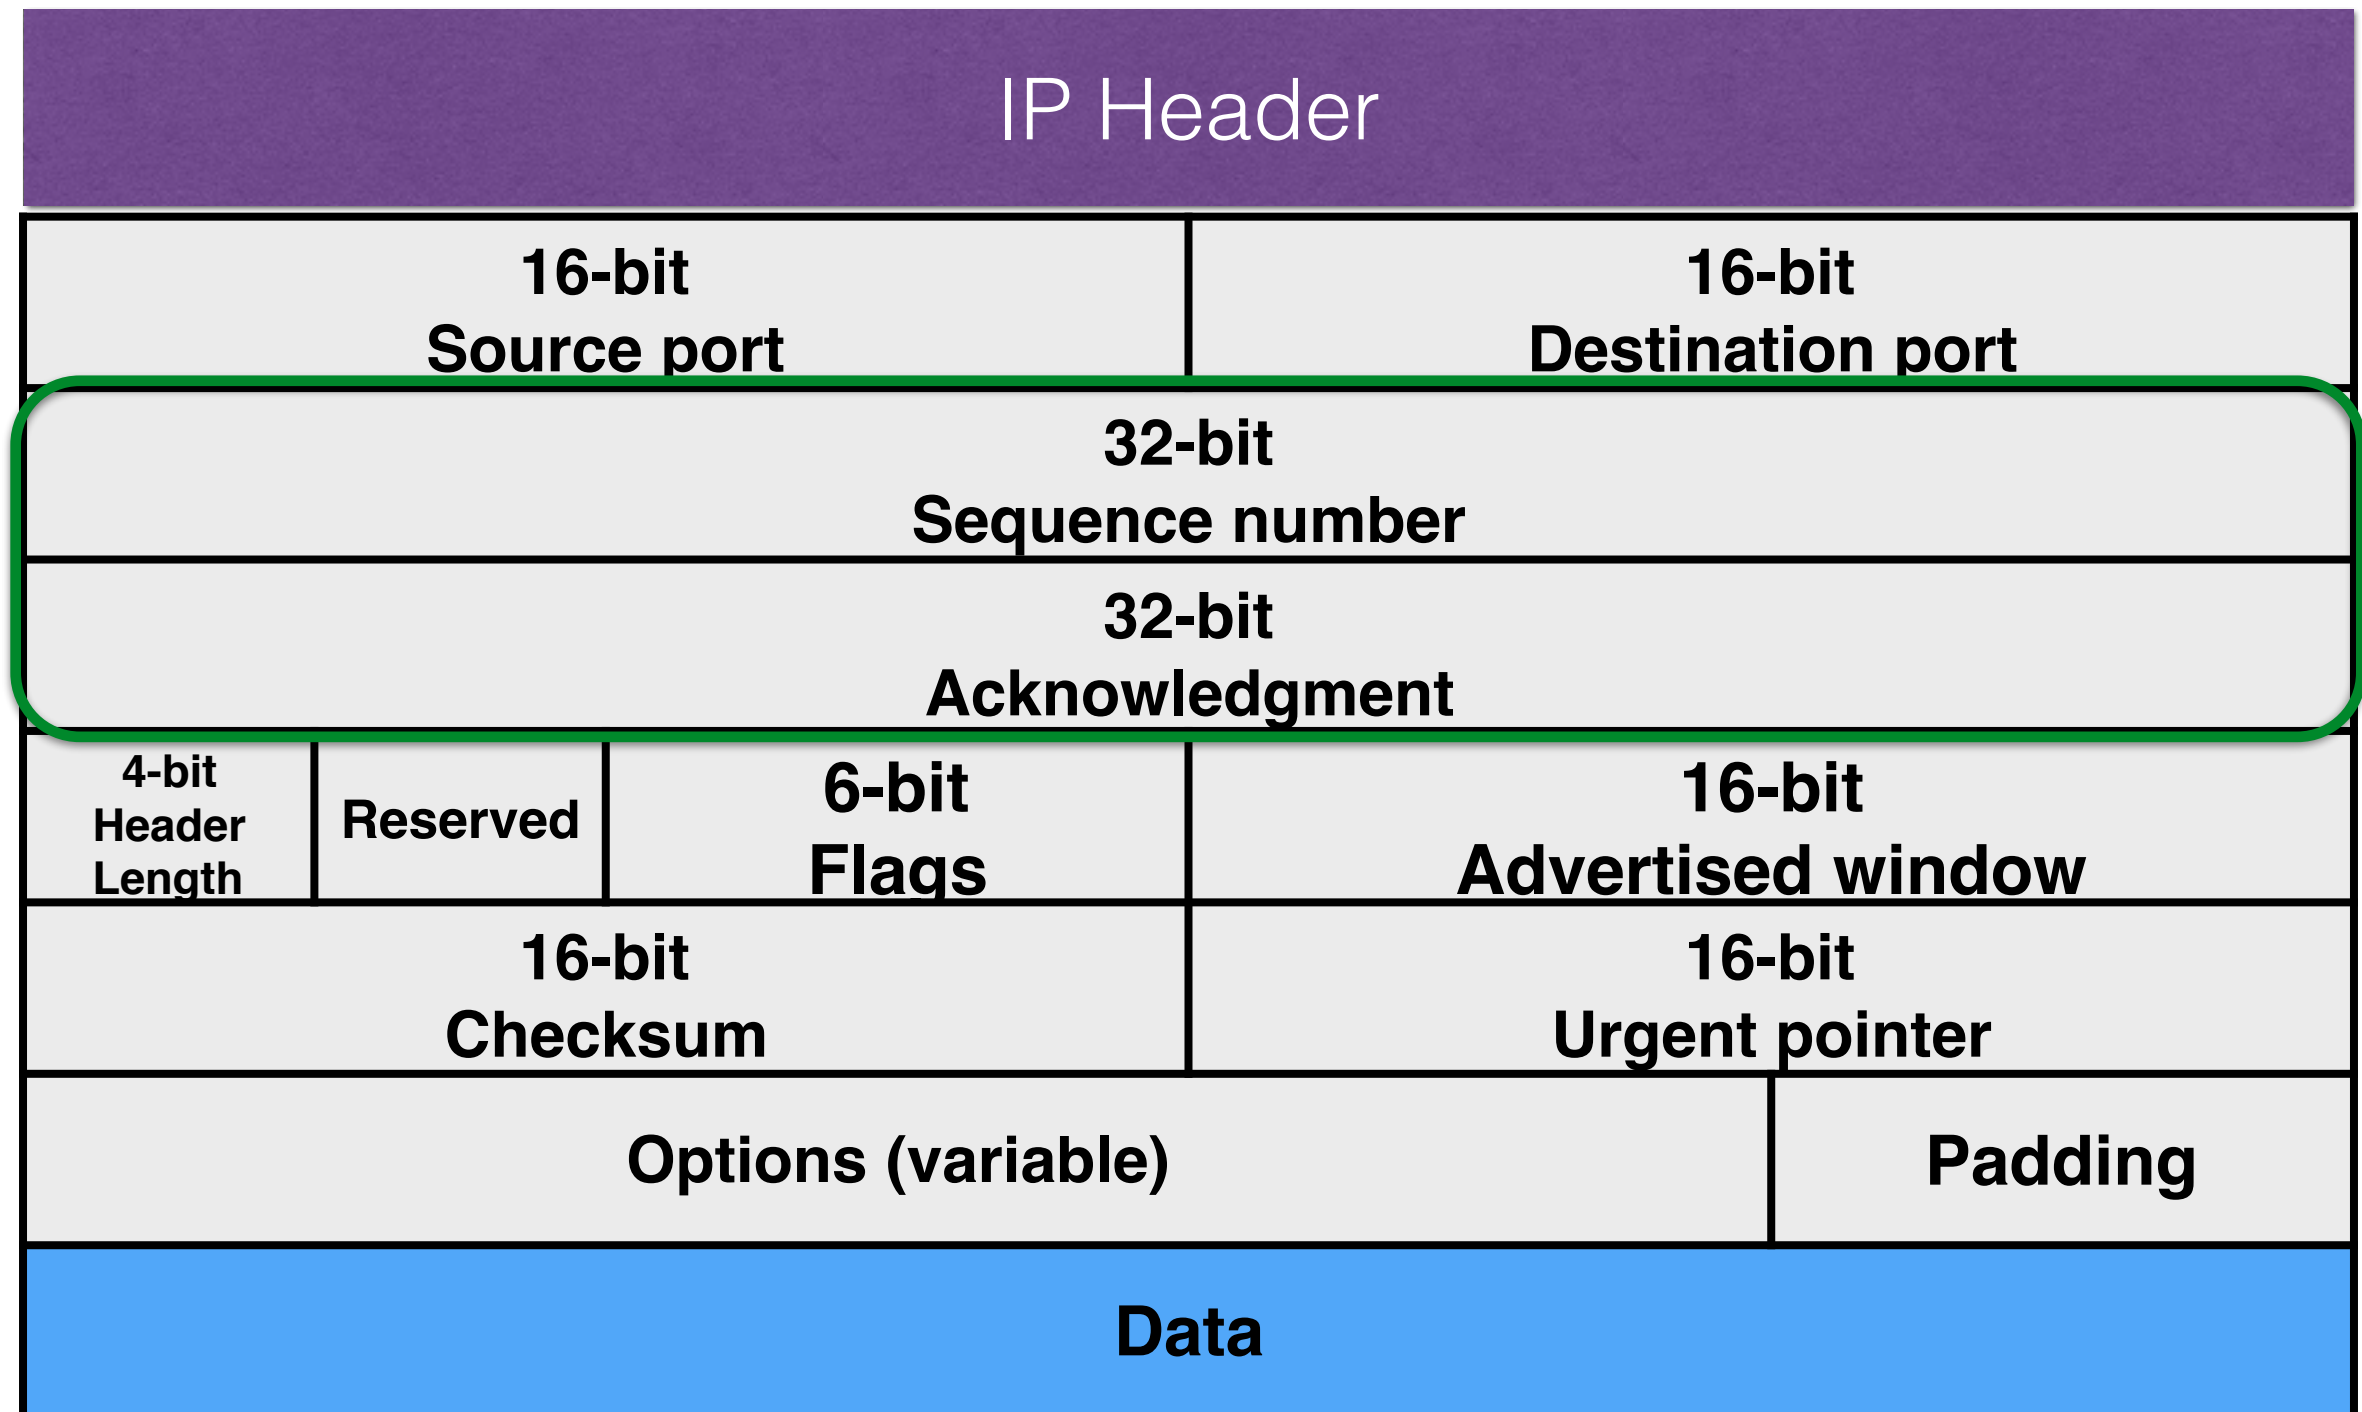 IP Header
16-bit
Source port
16-bit
Destination port
32-bit
Sequence number
32-bit
Acknowledgment
4-bit
Header
Length
Reserved
6-bit
Flags
16-bit
Advertised window
16-bit
Checksum
16-bit
Urgent pointer
Options (variable)
Padding
Data